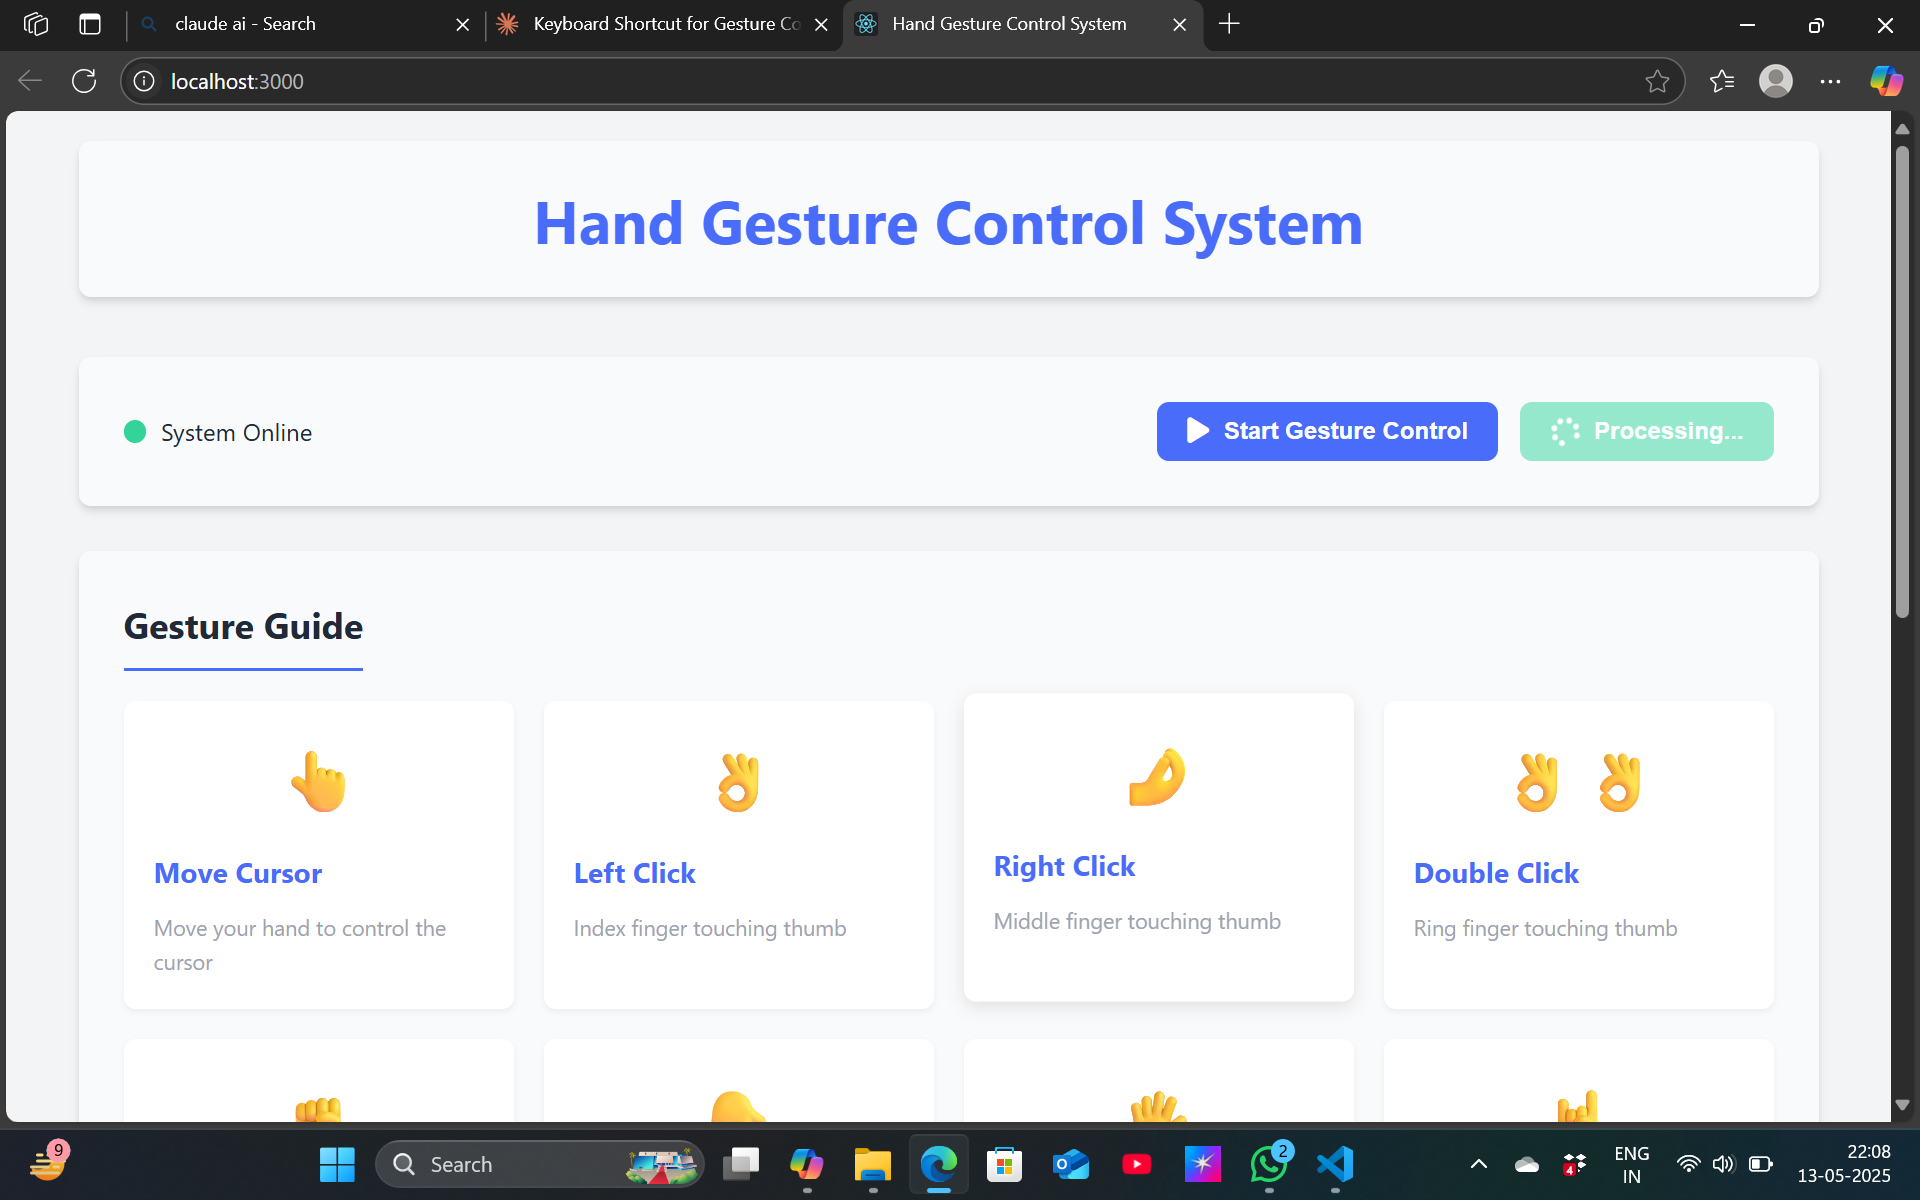 claude ai - Search
Keyboard Shortcut for Gesture Co
Hand Gesture Control System
localhost:3000
Hand Gesture Control System
System Online
Start Gesture Control
Processing...
Gesture Guide
Move Cursor
Move your hand to control the
cursor
Left Click
Index finger touching thumb
Right Click
Middle finger touching thumb
Double Click
Ring finger touching thumb
9
Search
2
4
ENG
IN
22:08
13-05-2025